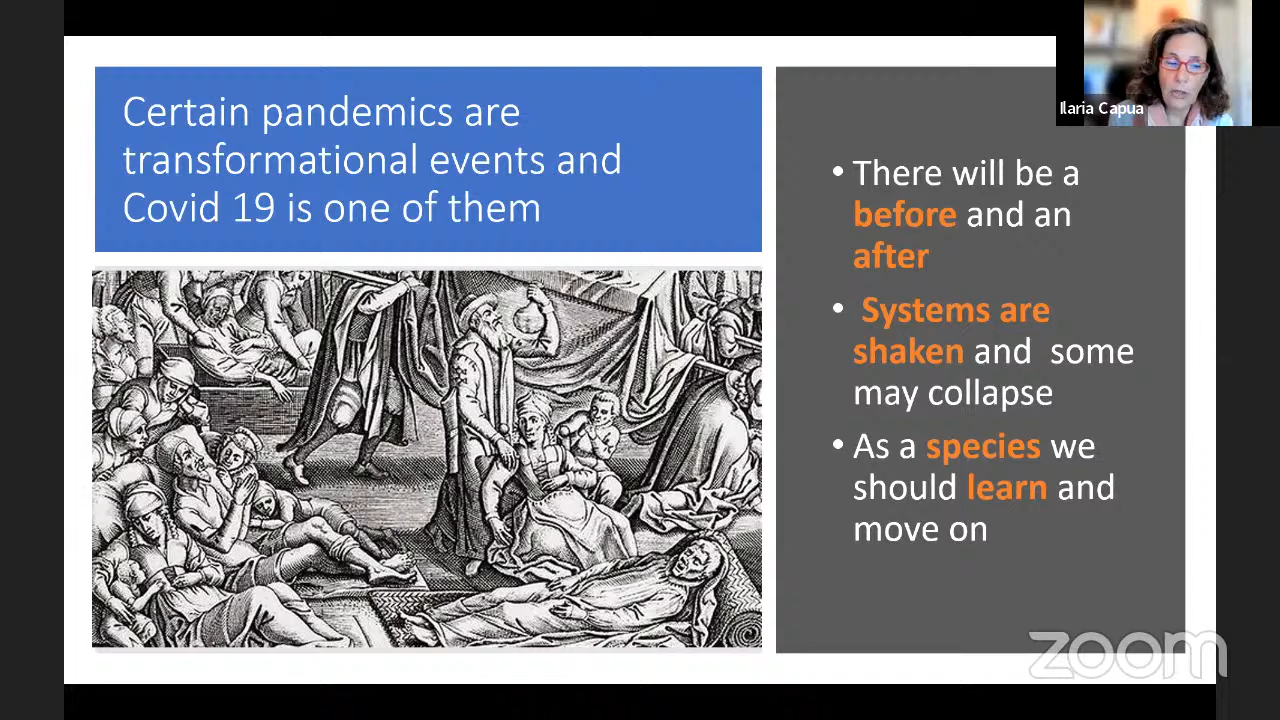 Certain pandemics are
transformational events and
Covid 19 is one of them
Ilaria Capua
• There will be a
before and an
after
• Systems are
shaken and some
may collapse
• As a species we
should learn and
move on
zoom